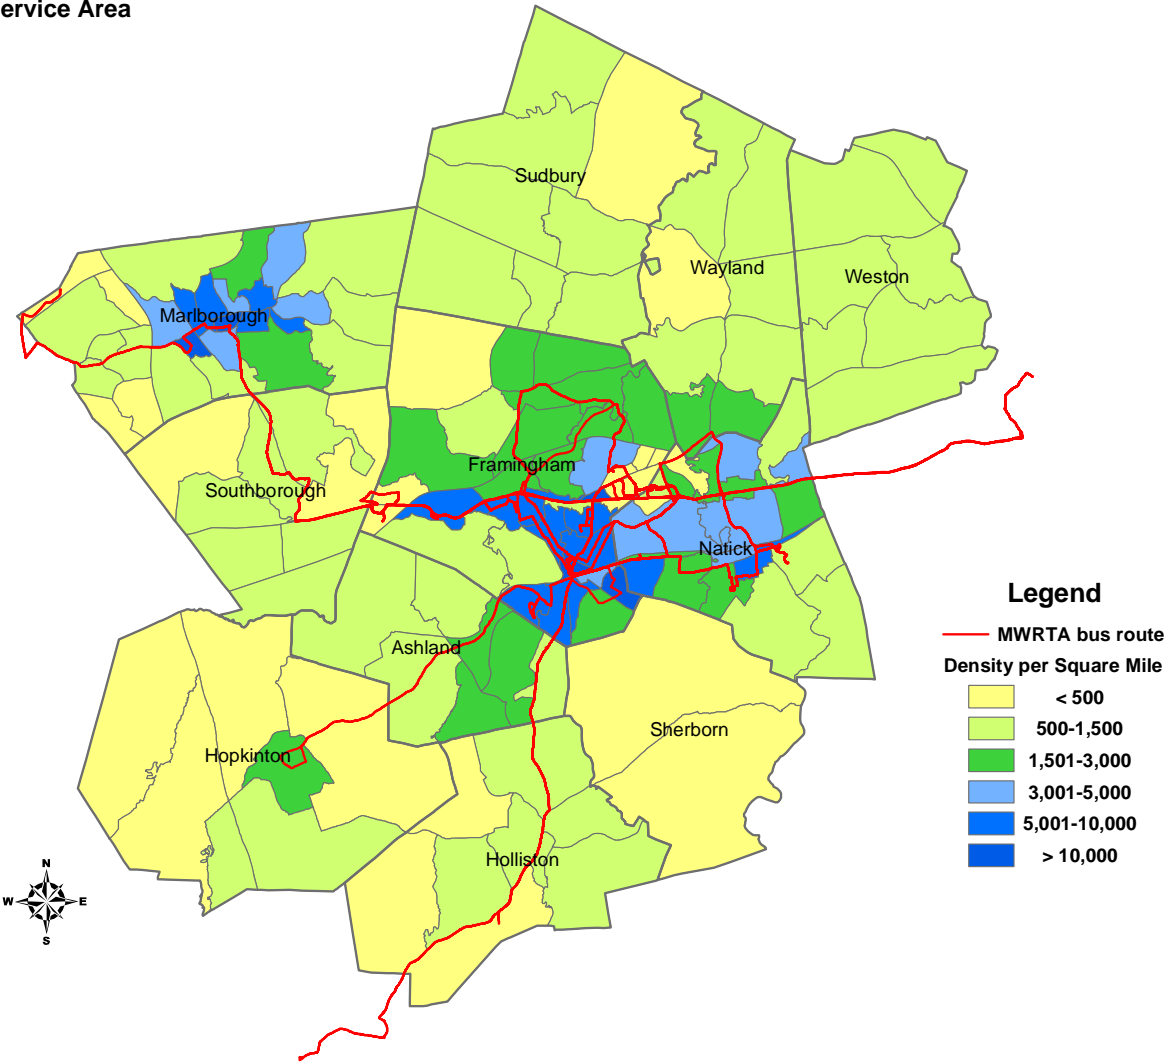 ervice Area
Sudbury
Wayland
Weston
Marlborough
Framingham
Southborough
Natick
Ashland
Hopkinton
Sherborn
Holliston
N
W
E
S
Legend
MWRTA bus route
Density per Square Mile
< 500
500-1,500
1,501-3,000
3,001-5,000
5,001-10,000
> 10,000